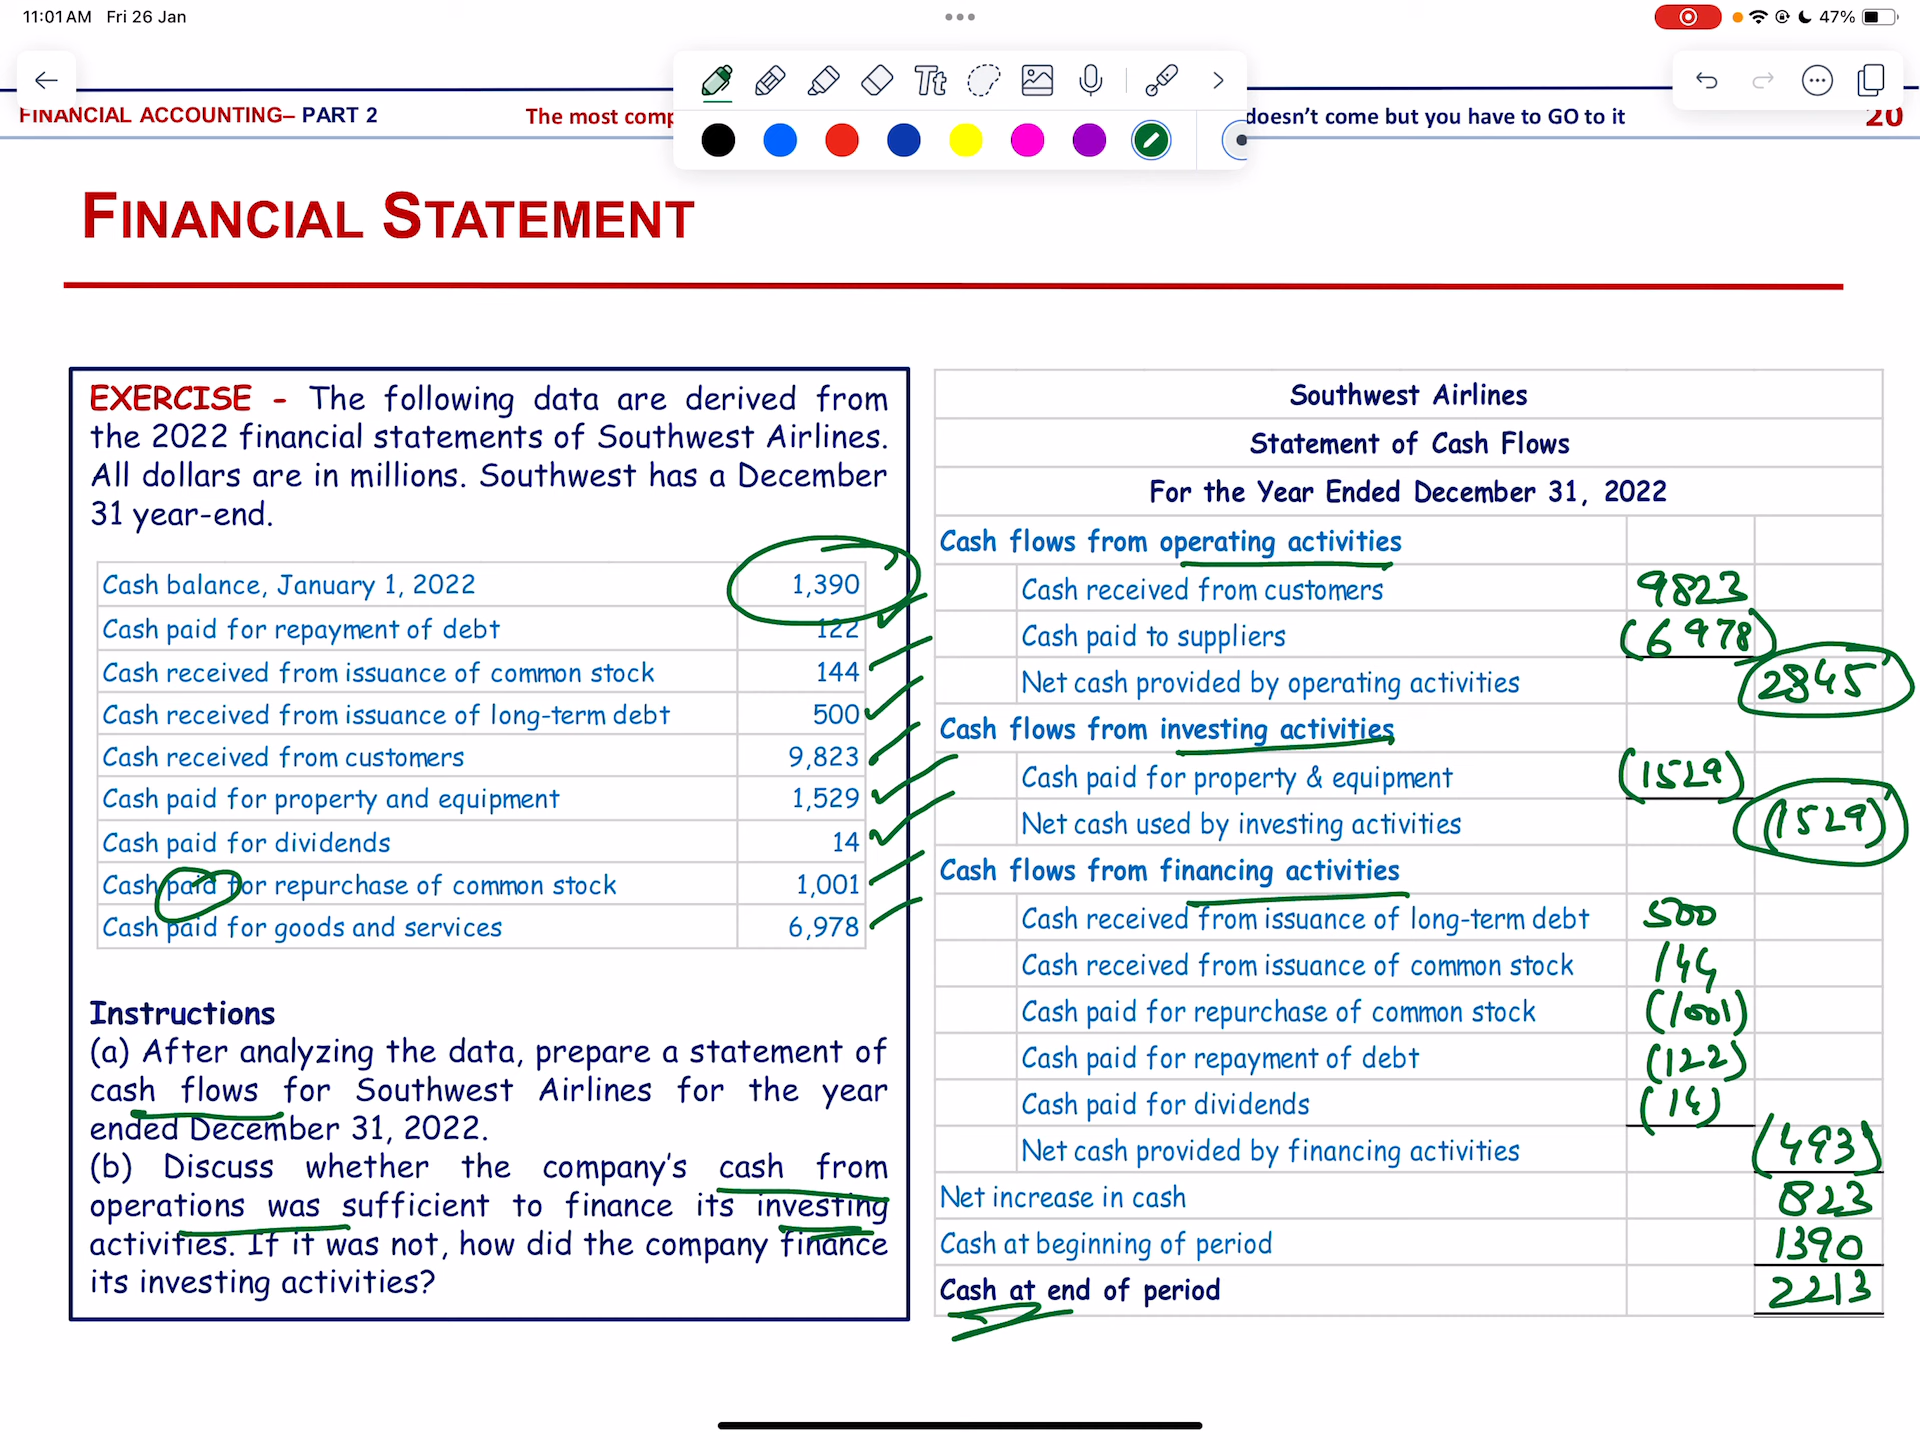 11:01 AM Fri 26 Jan
47%
Tt
FINANCIAL ACCOUNTING– PART 2
The most comp
doesn't come but you have to GO to it
20
FINANCIAL STATEMENT
EXERCISE - The following data are derived from
the 2022 financial statements of Southwest Airlines.
All dollars are in millions. Southwest has a December
31 year-end.
Cash balance, January 1, 2022 1,390
Cash paid for repayment of debt 122
Cash received from issuance of common stock 144
Cash received from issuance of long-term debt 500
Cash received from customers 9,823
Cash paid for property and equipment 1,529
Cash paid for dividends 14
Cash paid for repurchase of common stock 1,001
Cash paid for goods and services 6,978
Instructions
(a) After analyzing the data, prepare a statement of
cash flows for Southwest Airlines for the year
ended December 31, 2022.
(b) Discuss whether the company's cash from
operations was sufficient to finance its investing
activities. If it was not, how did the company finance
its investing activities?
Southwest Airlines
Statement of Cash Flows
For the Year Ended December 31, 2022
Cash flows from operating activities
Cash received from customers 9823
Cash paid to suppliers (6978)
Net cash provided by operating activities 2845
Cash flows from investing activities
Cash paid for property & equipment (1529)
Net cash used by investing activities (1529)
Cash flows from financing activities
Cash received from issuance of long-term debt 500
Cash received from issuance of common stock 144
Cash paid for repurchase of common stock (1001)
Cash paid for repayment of debt (122)
Cash paid for dividends (14)
Net cash provided by financing activities (493)
Net increase in cash 823
Cash at beginning of period 1390
Cash at end of period 2213